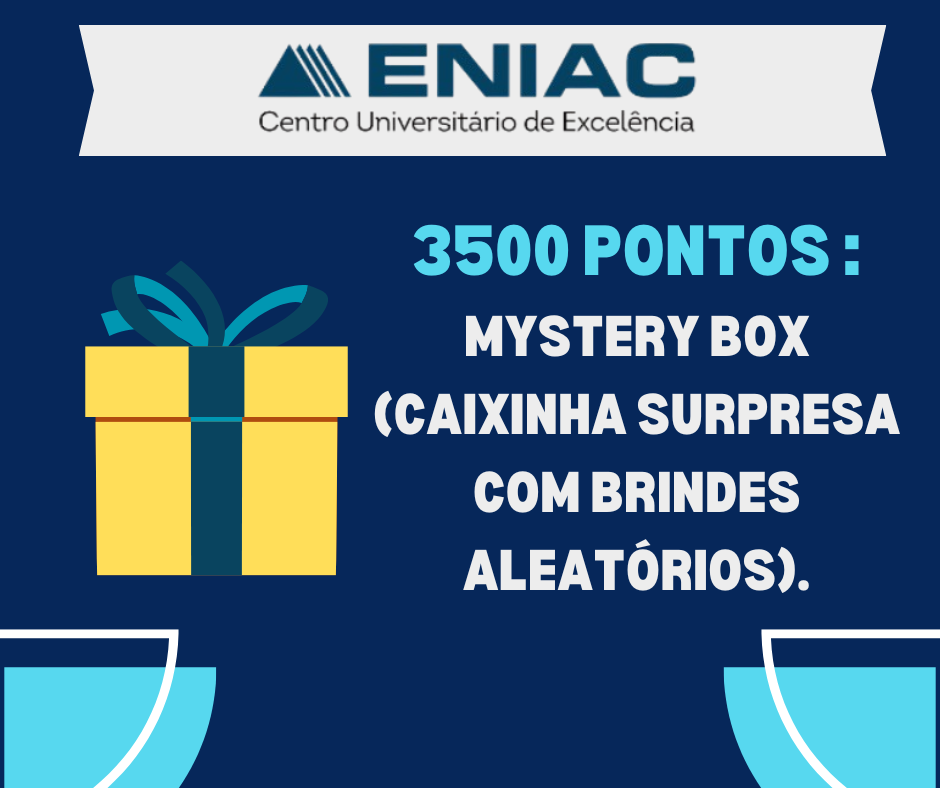 ENIAC
Centro Universitário de Excelência
3500 PONTOS :
MYSTERY BOX
(CAIXINHA SURPRESA
COM BRINDES
ALEATÓRIOS).